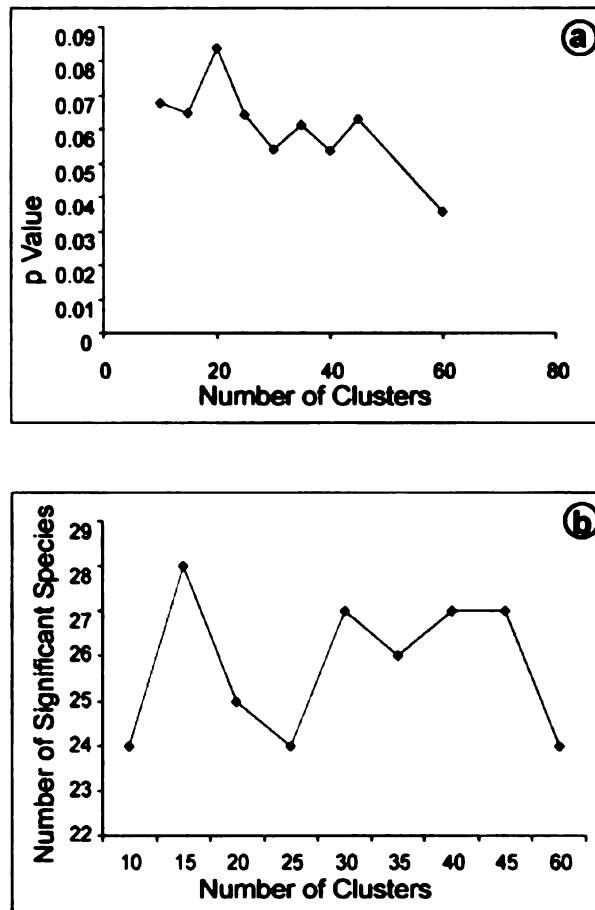 a
0.09
0.08
0.07
0.06
0.05
0.04
0.03
0.02
0.01
0
p Value
0 20 40 60 80
Number of Clusters
b
29
28
27
26
25
24
23
22
Number of Significant Species
10 15 20 25 30 35 40 45 60
Number of Clusters